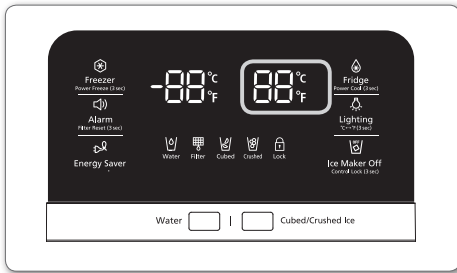 Freezer
Power Freeze (3 sec)
Alarm
Filter Reset (3 sec)
Energy Saver
-88 °C °F
88 °C °F
Water Filter Cubed Crushed Lock
Fridge
Power Cool (3 sec)
Lighting
°C↔°F (3 sec)
OFF
Ice Maker Off
Control Lock (3 sec)
Water | Cubed/Crushed Ice